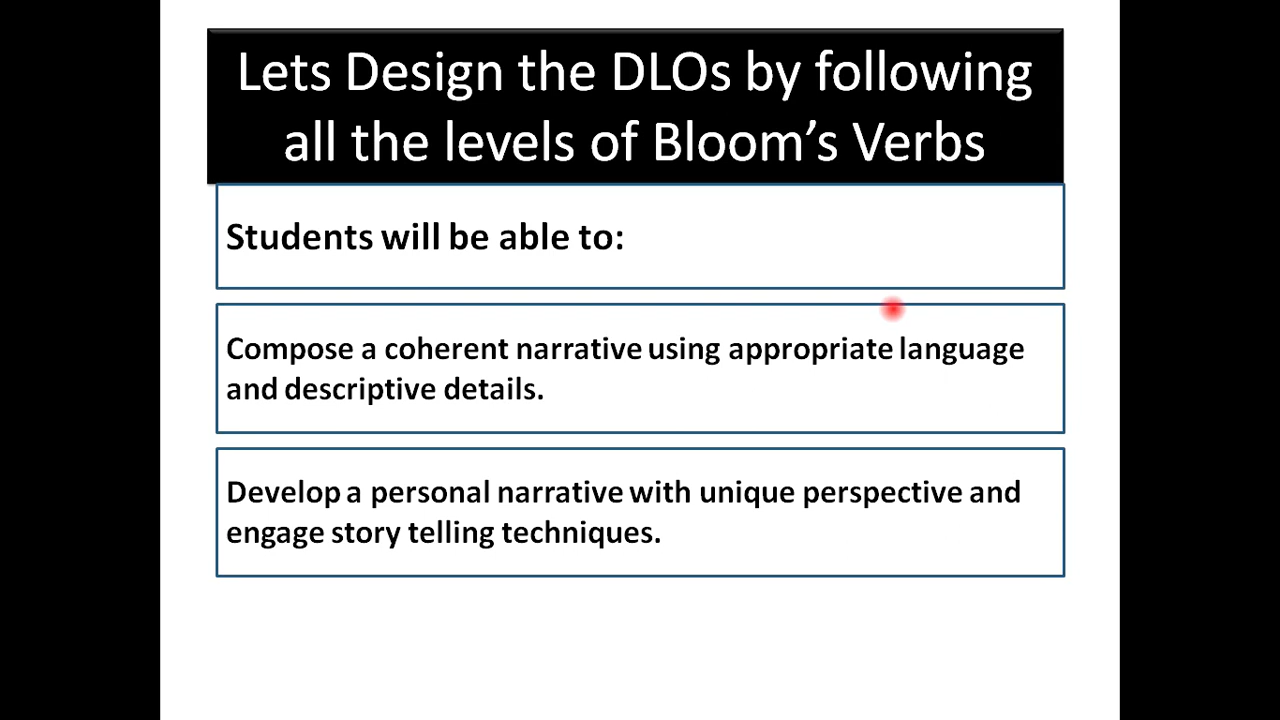 Lets Design the DLOs by following
all the levels of Bloom’s Verbs
Students will be able to:
Compose a coherent narrative using appropriate language
and descriptive details.
Develop a personal narrative with unique perspective and
engage story telling techniques.